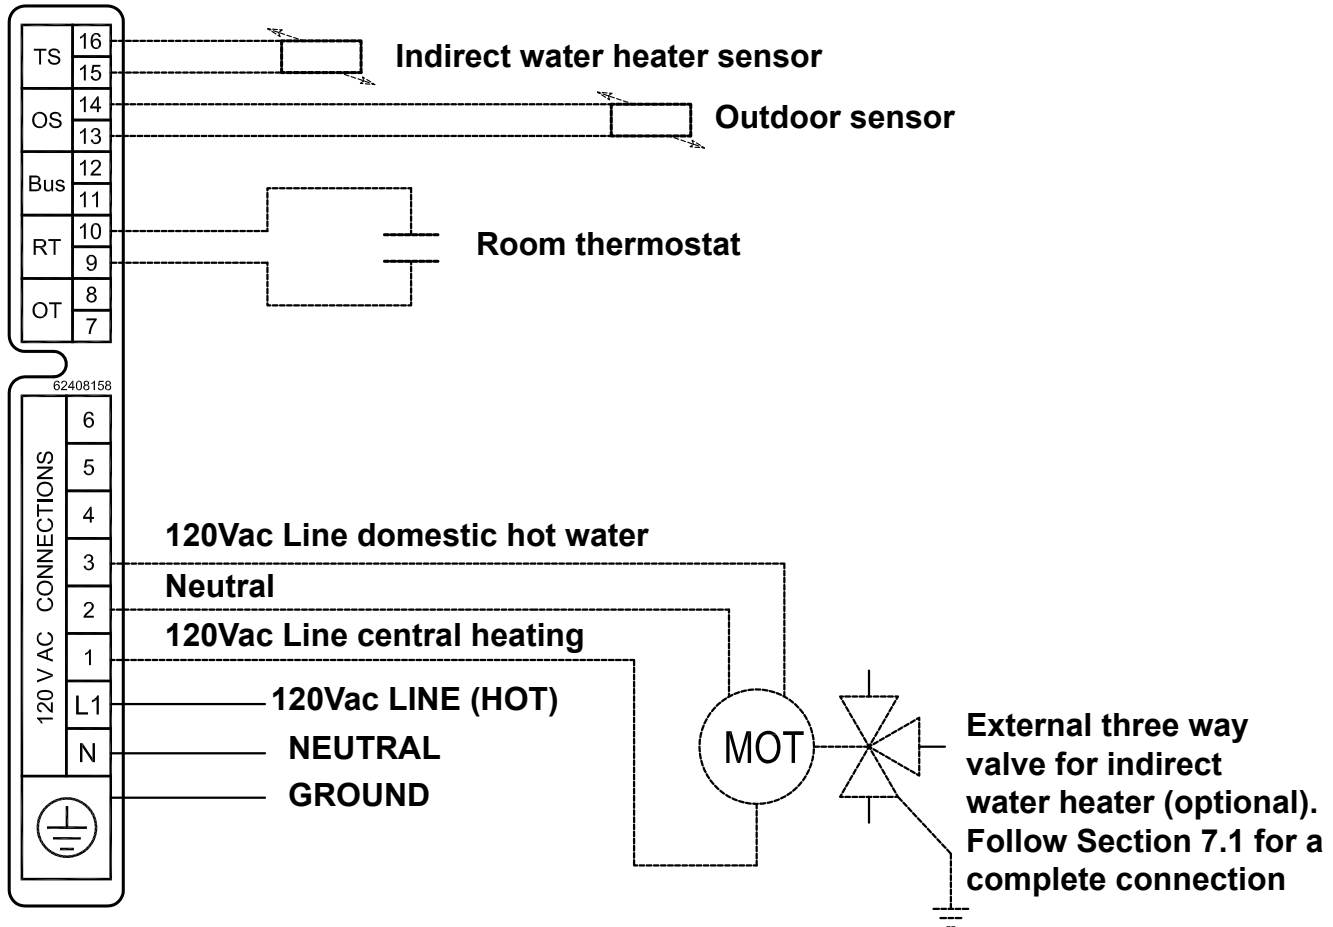 TS
16
15
Indirect water heater sensor
OS
14
13
Outdoor sensor
Bus
12
11
RT
10
9
Room thermostat
OT
8
7
62408158
120 V AC CONNECTIONS
6
5
4
3
2
1
L1
N
120Vac Line domestic hot water
Neutral
120Vac Line central heating
120Vac LINE (HOT)
NEUTRAL
GROUND
MOT
External three way
valve for indirect
water heater (optional).
Follow Section 7.1 for a
complete connection